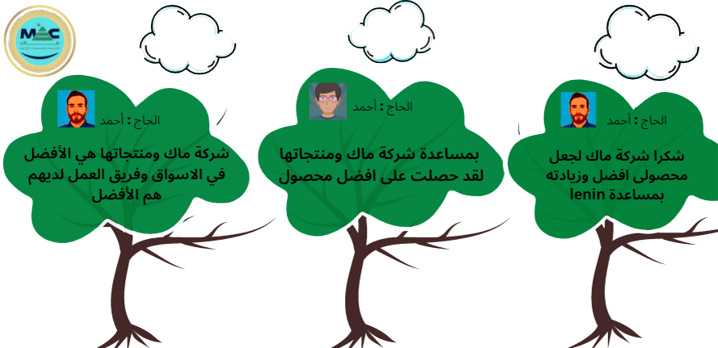 MAC
الحاج : أحمد
شكرا شركة ماك لجعل
محصولى افضل وزيادته
بمساعدة lenin
الحاج : أحمد
بمساعدة شركة ماك ومنتجاتها
لقد حصلت على افضل محصول
الحاج : أحمد
شركة ماك ومنتجاتها هي الأفضل
في الاسواق وفريق العمل لديهم
هم الأفضل